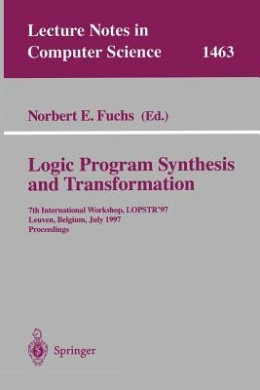 Lecture Notes in
Computer Science 1463
Norbert E. Fuchs (Ed.)
Logic Program Synthesis
and Transformation
7th International Workshop, LOPSTR'97
Leuven, Belgium, July 1997
Proceedings
Springer